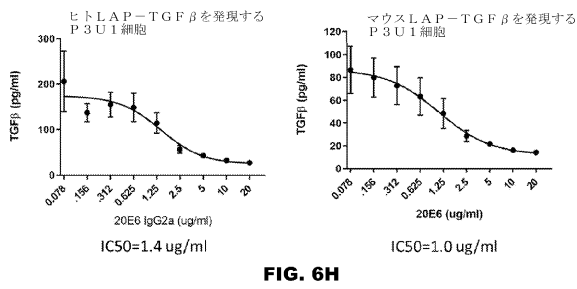 ヒトLAP－TGFβを発現する
P3U1細胞
TGFβ (pg/ml)
300
200
100
0
0.078
.156
.312
0.625
1.25
2.5
5
10
20
20E6 IgG2a (ug/ml)
IC50=1.4 ug/ml
マウスLAP－TGFβを発現する
P3U1細胞
TGFβ (pg/ml)
120
100
80
60
40
20
0
0.078
.156
.312
0.625
1.25
2.5
5
10
20
20E6 (ug/ml)
IC50=1.0 ug/ml
FIG. 6H